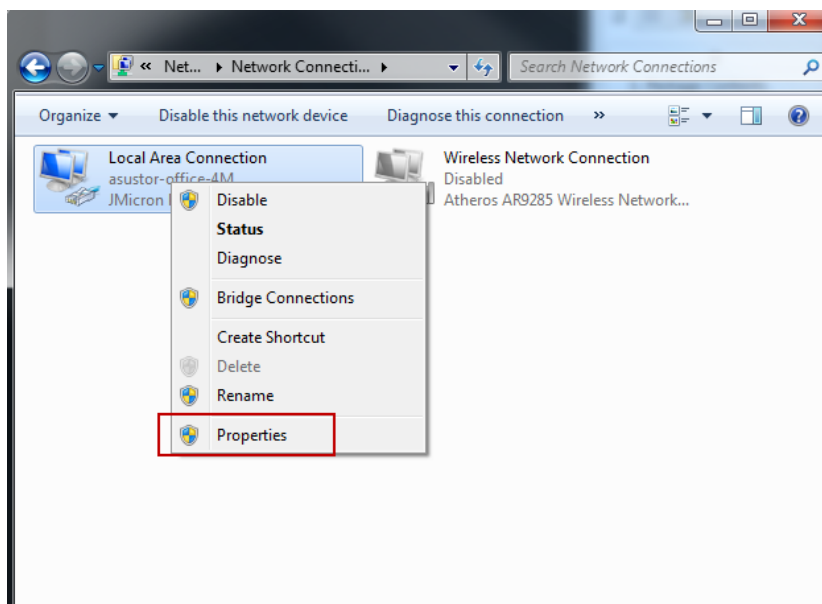 « Net... Network Connecti...
Search Network Connections
Organize
Disable this network device
Diagnose this connection
»
Local Area Connection
asustor-office-4M
JMicron
Wireless Network Connection
Disabled
Atheros AR9285 Wireless Network...
Disable
Status
Diagnose
Bridge Connections
Create Shortcut
Delete
Rename
Properties